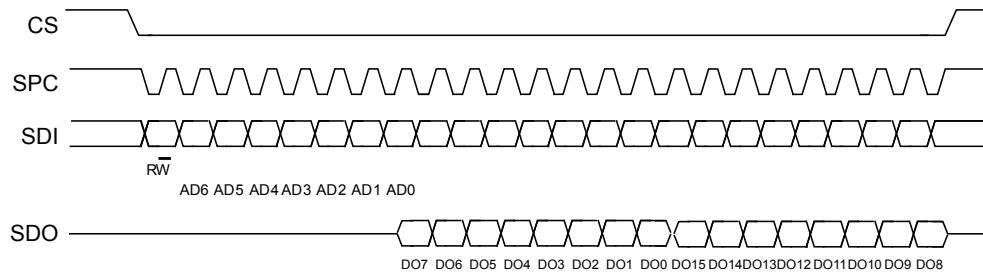 CS
SPC
SDI
RW
AD6 AD5 AD4 AD3 AD2 AD1 AD0
SDO
DO7 DO6 DO5 DO4 DO3 DO2 DO1 DO0 DO15 DO14 DO13 DO12 DO11 DO10 DO9 DO8